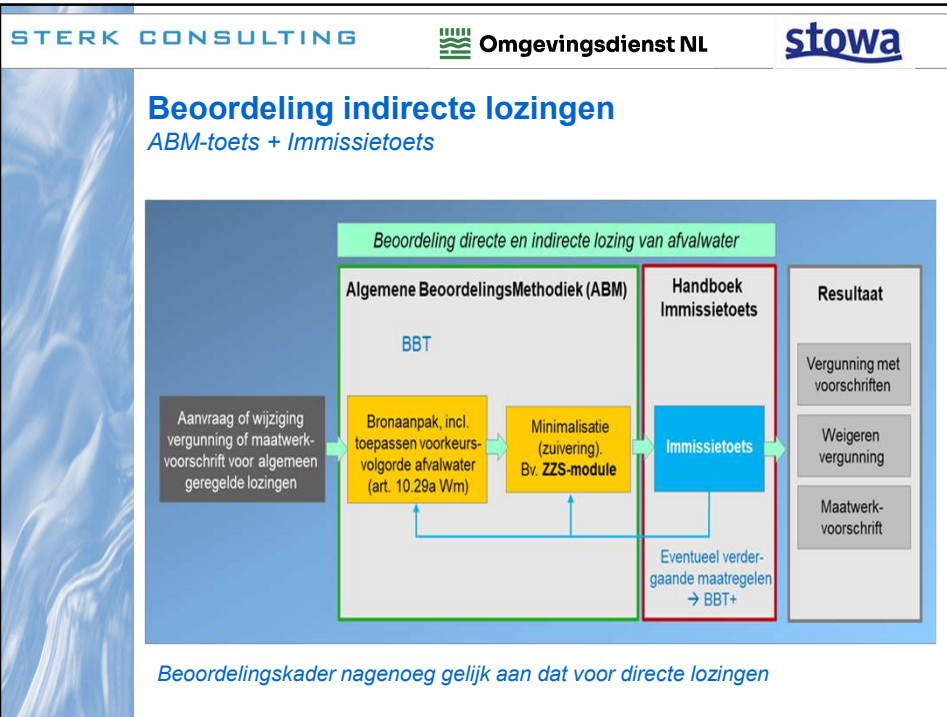 STERK CONSULTING
Omgevingsdienst NL
stowa
Beoordeling indirecte lozingen
ABM-toets + Immissietoets
Beoordeling directe en indirecte lozing van afvalwater
Aanvraag of wijziging
vergunning of maatwerk-
voorschrift voor algemeen
geregelde lozingen
Algemene BeoordelingsMethodiek (ABM)
BBT
Bronaanpak, incl.
toepassen voorkeurs-
volgorde afvalwater
(art. 10.29a Wm)
Minimalisatie
(zuivering).
Bv. ZZS-module
Handboek
Immissietoets
Immissietoets
Eventueel verder-
gaande maatregelen
→ BBT+
Resultaat
Vergunning met
voorschriften
Weigeren
vergunning
Maatwerk-
voorschrift
Beoordelingskader nagenoeg gelijk aan dat voor directe lozingen